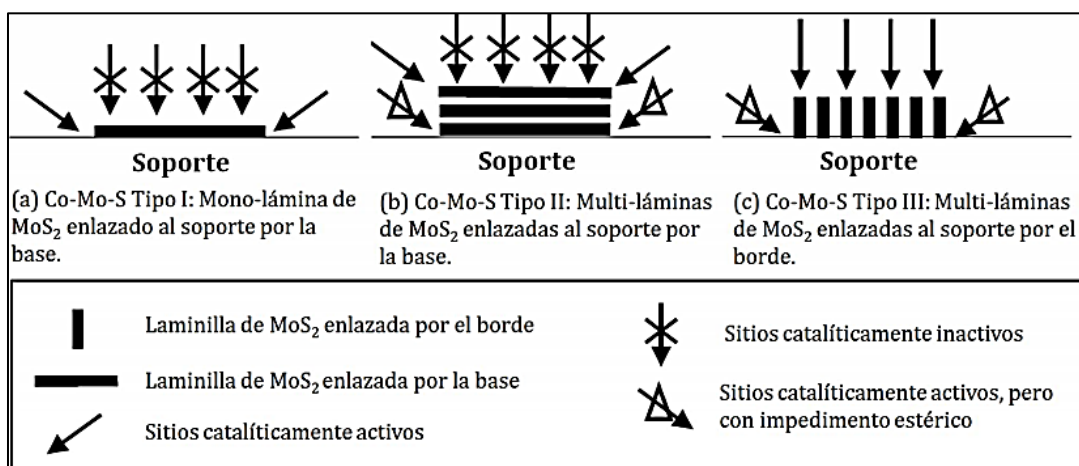 Soporte
Soporte
Soporte
(a) Co-Mo-S Tipo I: Mono-lámina de
MoS2 enlazado al soporte por la
base.
(b) Co-Mo-S Tipo II: Multi-láminas
de MoS2 enlazadas al soporte por
la base.
(c) Co-Mo-S Tipo III: Multi-láminas
de MoS2 enlazadas al soporte por el
borde.
Laminilla de MoS2 enlazada por el borde
Laminilla de MoS2 enlazada por la base
Sitios catalíticamente activos
Sitios catalíticamente inactivos
Sitios catalíticamente activos, pero
con impedimento estérico